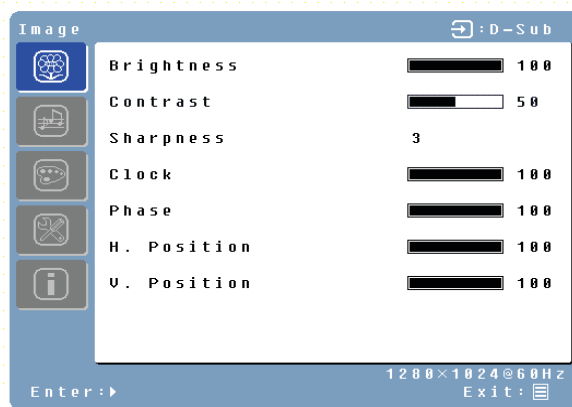 Image :D-Sub
Brightness 100
Contrast 50
Sharpness 3
Clock 100
Phase 100
H. Position 100
V. Position 100
1280×1024@60Hz
Enter: Exit: